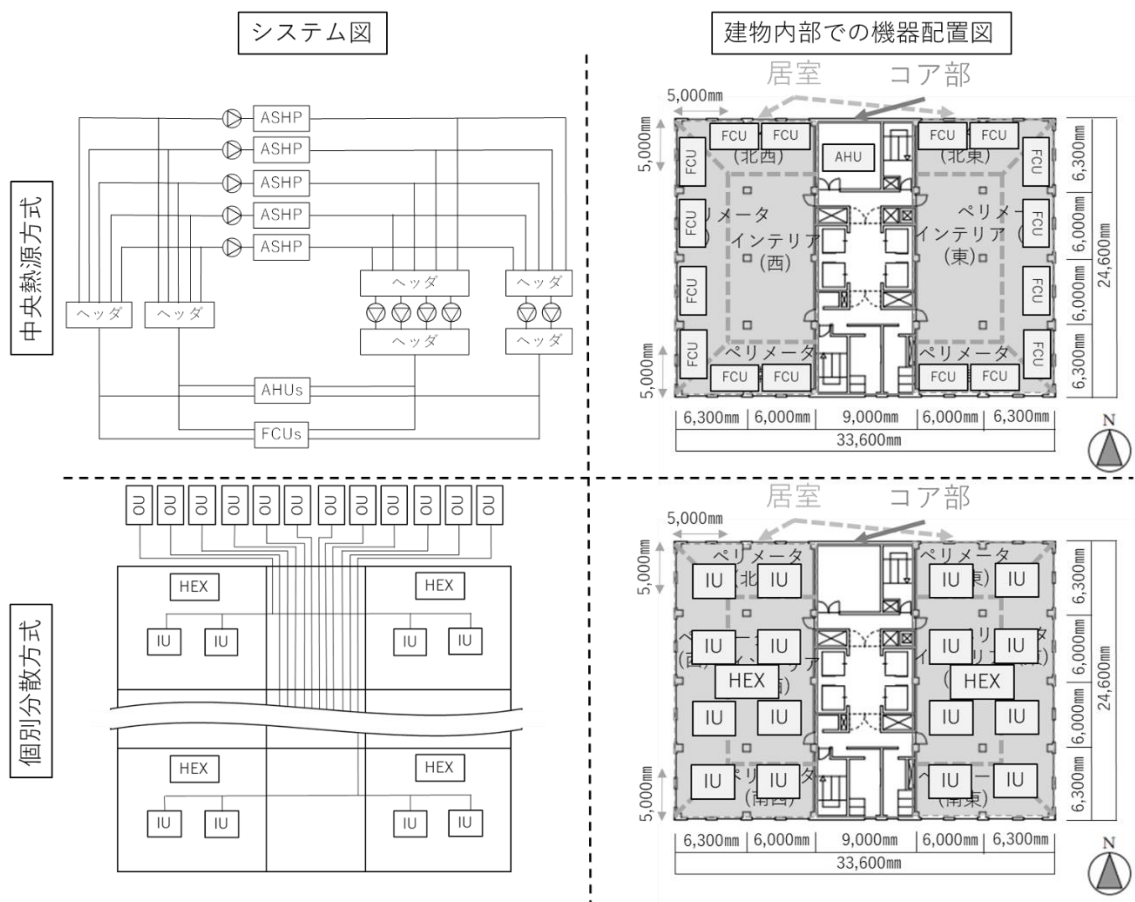 システム図
建物内部での機器配置図
中央熱源方式
ASHP
ASHP
ASHP
ASHP
ASHP
ヘッダ
ヘッダ
ヘッダ
ヘッダ
ヘッダ
ヘッダ
AHUs
FCUs
居室
コア部
5,000㎜
5,000㎜
FCU
FCU
FCU
FCU
(北西)
(北東)
AHU
FCU
FCU
FCU
FCU
ペリメータ
インテリア
(西)
インテリア
(東)
FCU
FCU
FCU
FCU
ペリメータ
ペリメータ
FCU
FCU
FCU
FCU
5,000㎜
6,300㎜
6,000㎜
6,000㎜
6,300㎜
24,600㎜
6,300㎜
6,000㎜
9,000㎜
6,000㎜
6,300㎜
33,600㎜
N
個別分散方式
OU
OU
OU
OU
OU
OU
OU
OU
OU
OU
OU
OU
HEX
HEX
IU
IU
IU
IU
HEX
HEX
IU
IU
IU
IU
居室
コア部
5,000㎜
5,000㎜
ペリメータ
ペリメータ
IU
IU
IU
IU
IU
IU
IU
IU
HEX
HEX
IU
IU
IU
IU
IU
IU
IU
IU
(南西)
(南東)
5,000㎜
6,300㎜
6,000㎜
6,000㎜
6,300㎜
24,600㎜
6,300㎜
6,000㎜
9,000㎜
6,000㎜
6,300㎜
33,600㎜
N